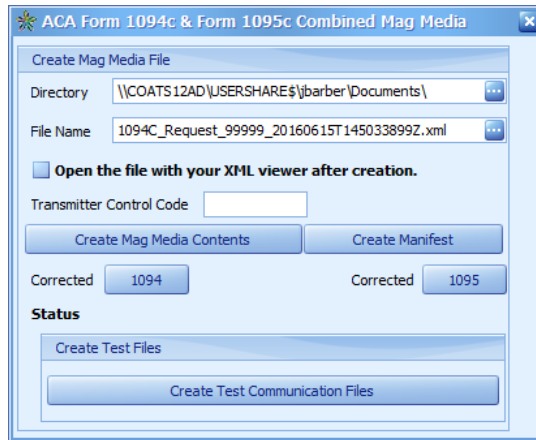 ACA Form 1094c & Form 1095c Combined Mag Media
Create Mag Media File
Directory \\COATS12AD\USERSHARE$\jbarber\Documents\
File Name 1094C_Request_99999_20160615T145033899Z.xml
Open the file with your XML viewer after creation.
Transmitter Control Code
Create Mag Media Contents Create Manifest
Corrected 1094 Corrected 1095
Status
Create Test Files
Create Test Communication Files